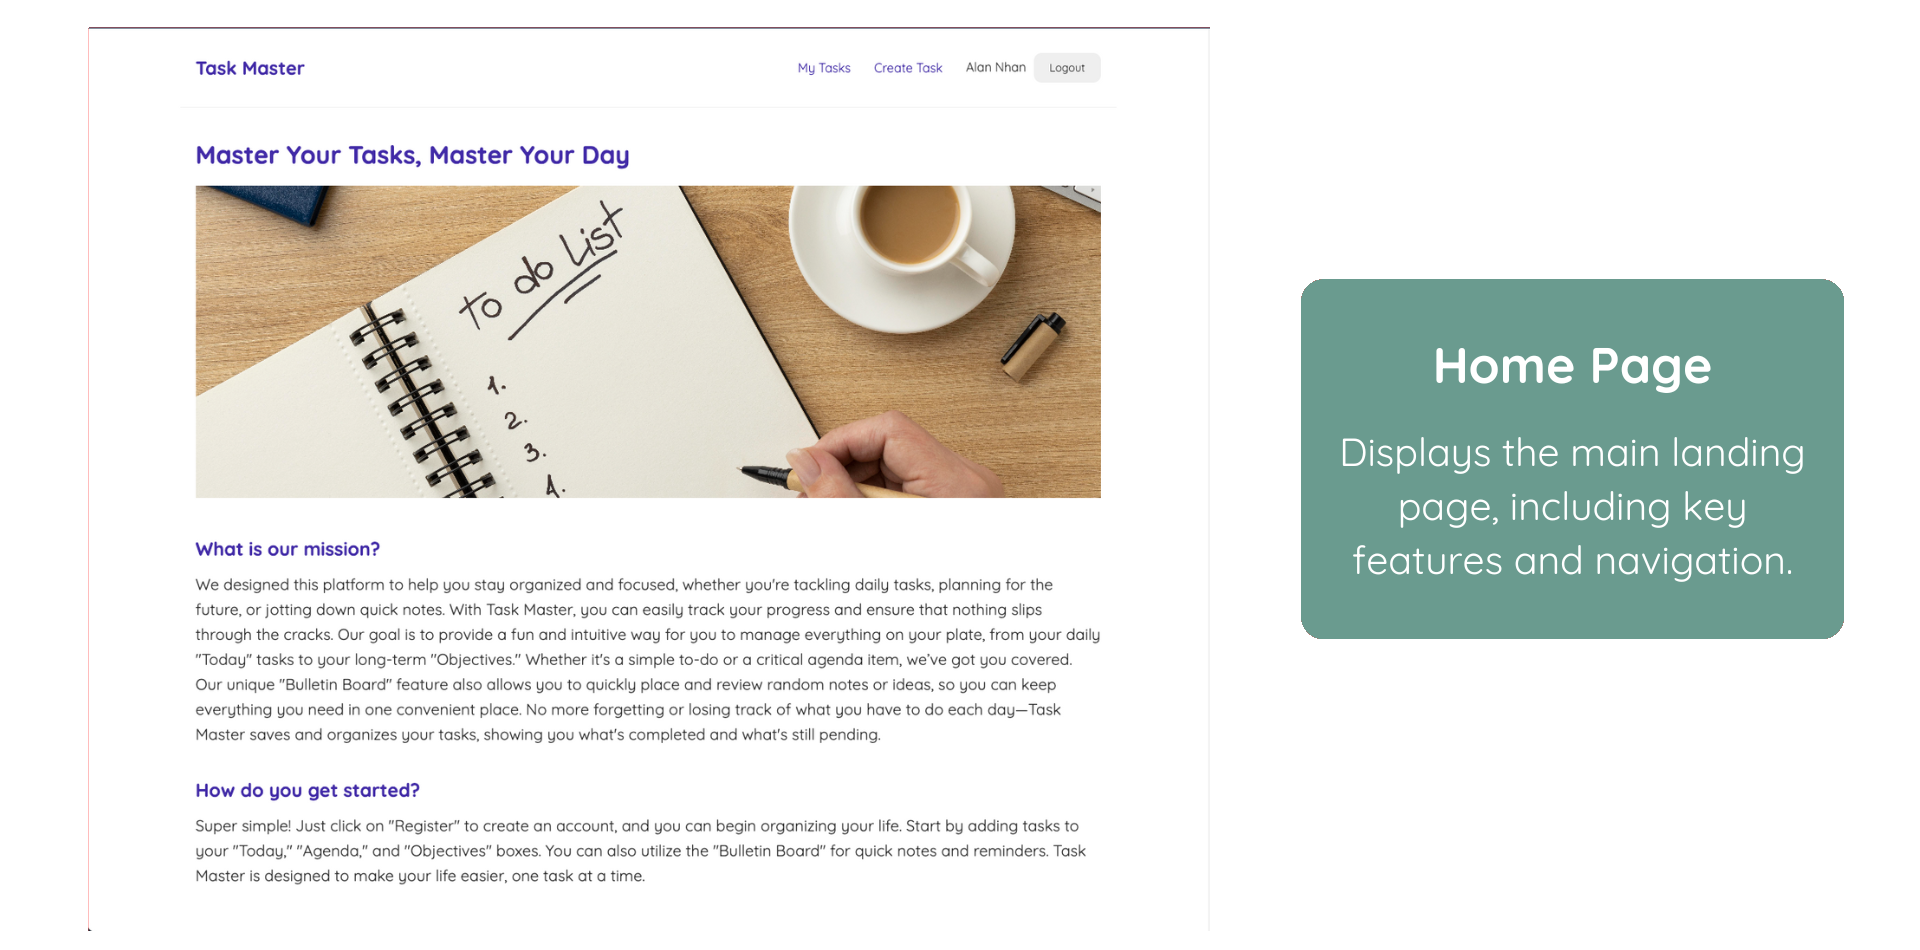 Task Master
My Tasks
Create Task
Alan Nhan
Logout
Master Your Tasks, Master Your Day
to do list
1.
2.
3.
4.
What is our mission?
We designed this platform to help you stay organized and focused, whether you're tackling daily tasks, planning for the
future, or jotting down quick notes. With Task Master, you can easily track your progress and ensure that nothing slips
through the cracks. Our goal is to provide a fun and intuitive way for you to manage everything on your plate, from your daily
"Today" tasks to your long-term "Objectives." Whether it's a simple to-do or a critical agenda item, we’ve got you covered.
Our unique "Bulletin Board" feature also allows you to quickly place and review random notes or ideas, so you can keep
everything you need in one convenient place. No more forgetting or losing track of what you have to do each day—Task
Master saves and organizes your tasks, showing you what's completed and what's still pending.
How do you get started?
Super simple! Just click on "Register" to create an account, and you can begin organizing your life. Start by adding tasks to
your "Today," "Agenda," and "Objectives" boxes. You can also utilize the "Bulletin Board" for quick notes and reminders. Task
Master is designed to make your life easier, one task at a time.
Home Page
Displays the main landing
page, including key
features and navigation.